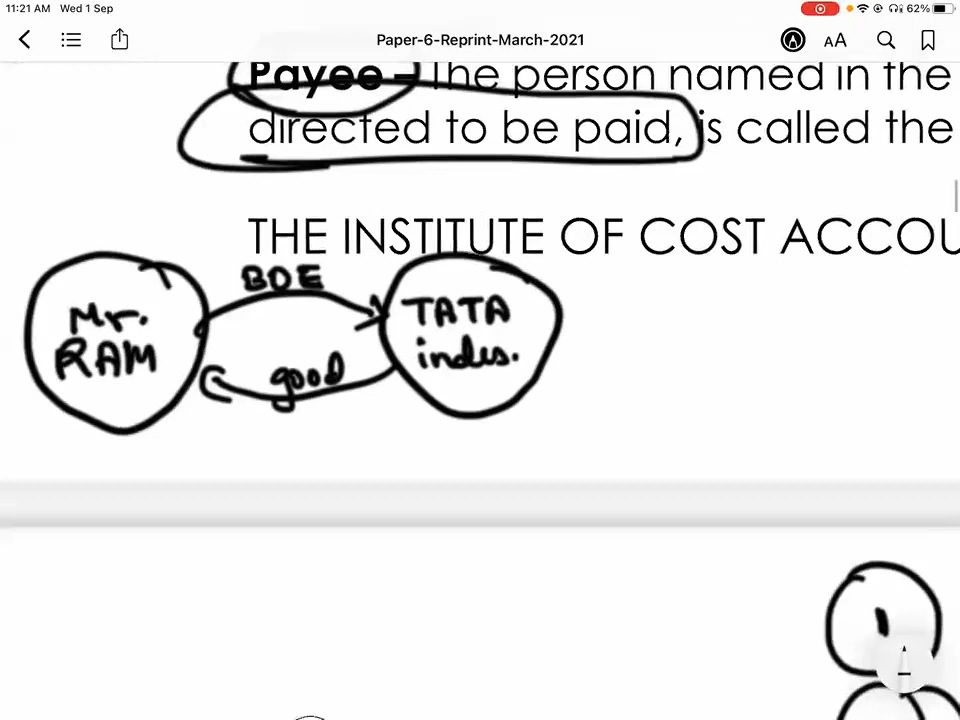 11:21 AM Wed 1 Sep
62%
Paper-6-Reprint-March-2021
AA
Payee – The person named in the
directed to be paid, is called the
THE INSTITUTE OF COST ACCOU
BOE
Mr.
RAM
TATA
indus.
good